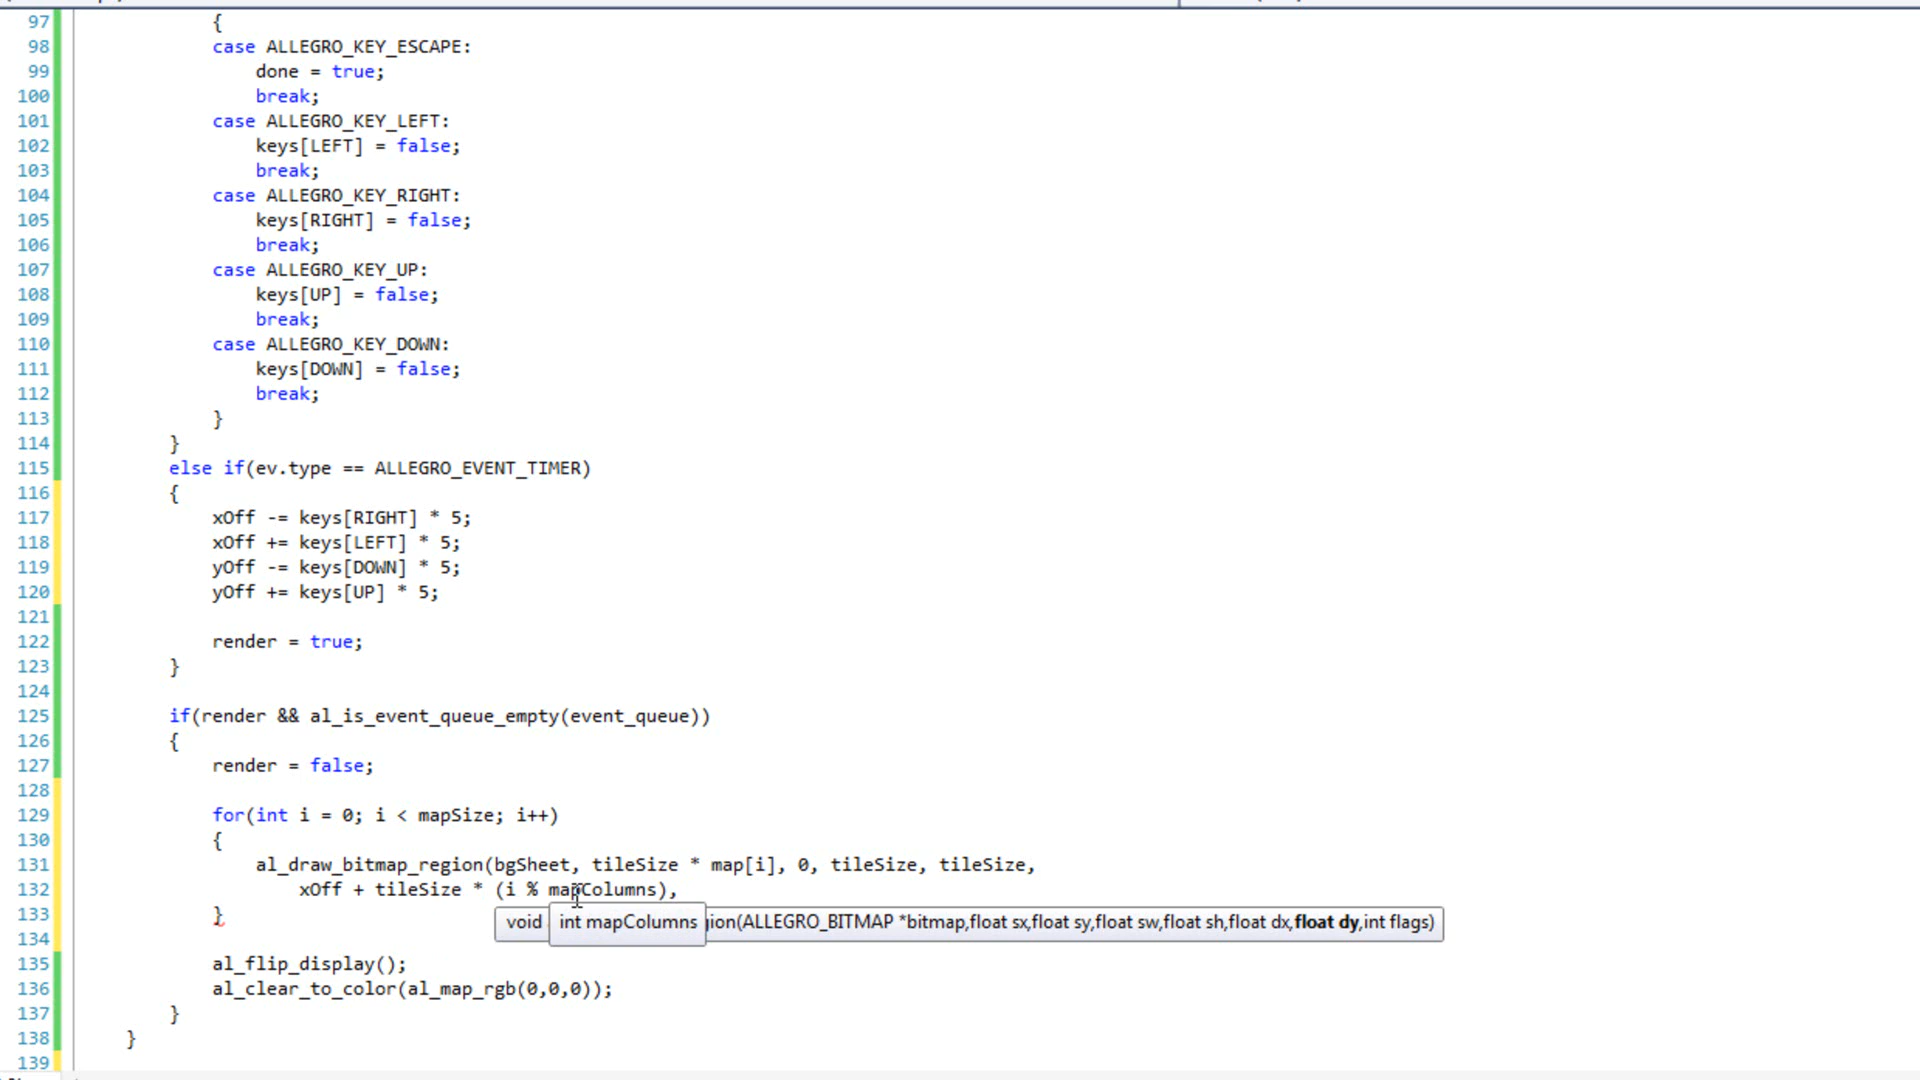 97 {
98 case ALLEGRO_KEY_ESCAPE:
99 done = true;
100 break;
101 case ALLEGRO_KEY_LEFT:
102 keys[LEFT] = false;
103 break;
104 case ALLEGRO_KEY_RIGHT:
105 keys[RIGHT] = false;
106 break;
107 case ALLEGRO_KEY_UP:
108 keys[UP] = false;
109 break;
110 case ALLEGRO_KEY_DOWN:
111 keys[DOWN] = false;
112 break;
113 }
114 }
115 else if(ev.type == ALLEGRO_EVENT_TIMER)
116 {
117 xOff -= keys[RIGHT] * 5;
118 xOff += keys[LEFT] * 5;
119 yOff -= keys[DOWN] * 5;
120 yOff += keys[UP] * 5;
121
122 render = true;
123 }
124
125 if(render && al_is_event_queue_empty(event_queue))
126 {
127 render = false;
128
129 for(int i = 0; i < mapSize; i++)
130 {
131 al_draw_bitmap_region(bgSheet, tileSize * map[i], 0, tileSize, tileSize,
132 xOff + tileSize * (i % mapColumns),
133 }
void int mapColumns gion(ALLEGRO_BITMAP *bitmap,float sx,float sy,float sw,float sh,float dx,float dy,int flags)
134
135 al_flip_display();
136 al_clear_to_color(al_map_rgb(0,0,0));
137 }
138 }
139